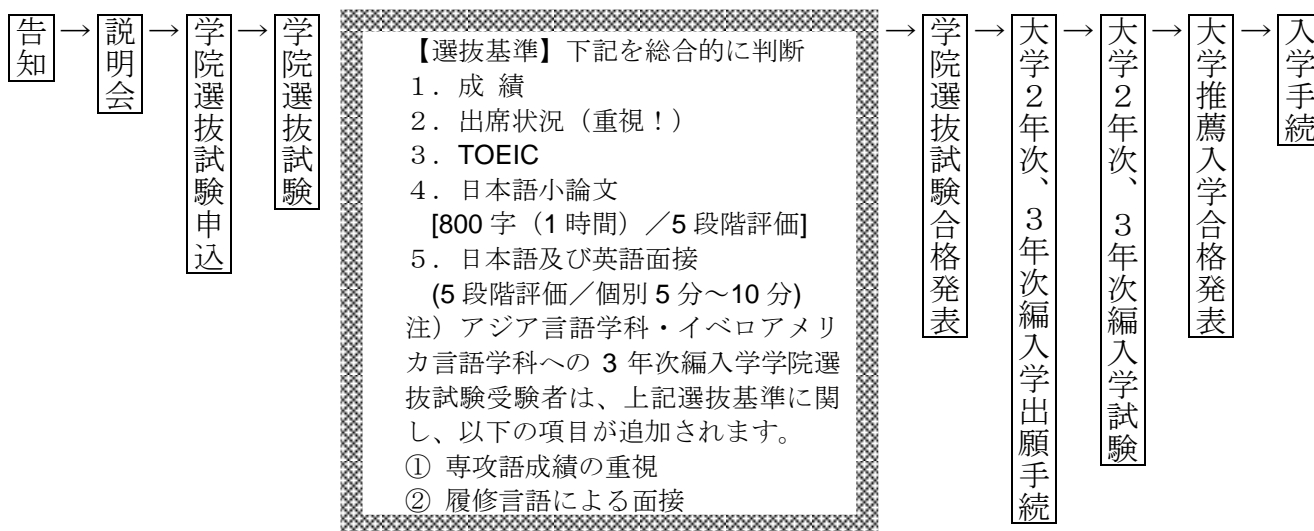 告知
→
説明会
→
学院選抜試験申込
→
学院選抜試験
【選抜基準】下記を総合的に判断
1．成 績
2．出席状況（重視！）
3．TOEIC
4．日本語小論文
[800 字（1 時間）／5 段階評価]
5．日本語及び英語面接
(5 段階評価／個別 5 分～10 分)
注）アジア言語学科・イベロアメリ
カ言語学科への 3 年次編入学学院選
抜試験受験者は、上記選抜基準に関
し、以下の項目が追加されます。
① 専攻語成績の重視
② 履修言語による面接
→
学院選抜試験合格発表
→
大学2年次、3年次編入学出願手続
→
大学2年次、3年次編入学試験
→
大学推薦入学合格発表
→
入学手続